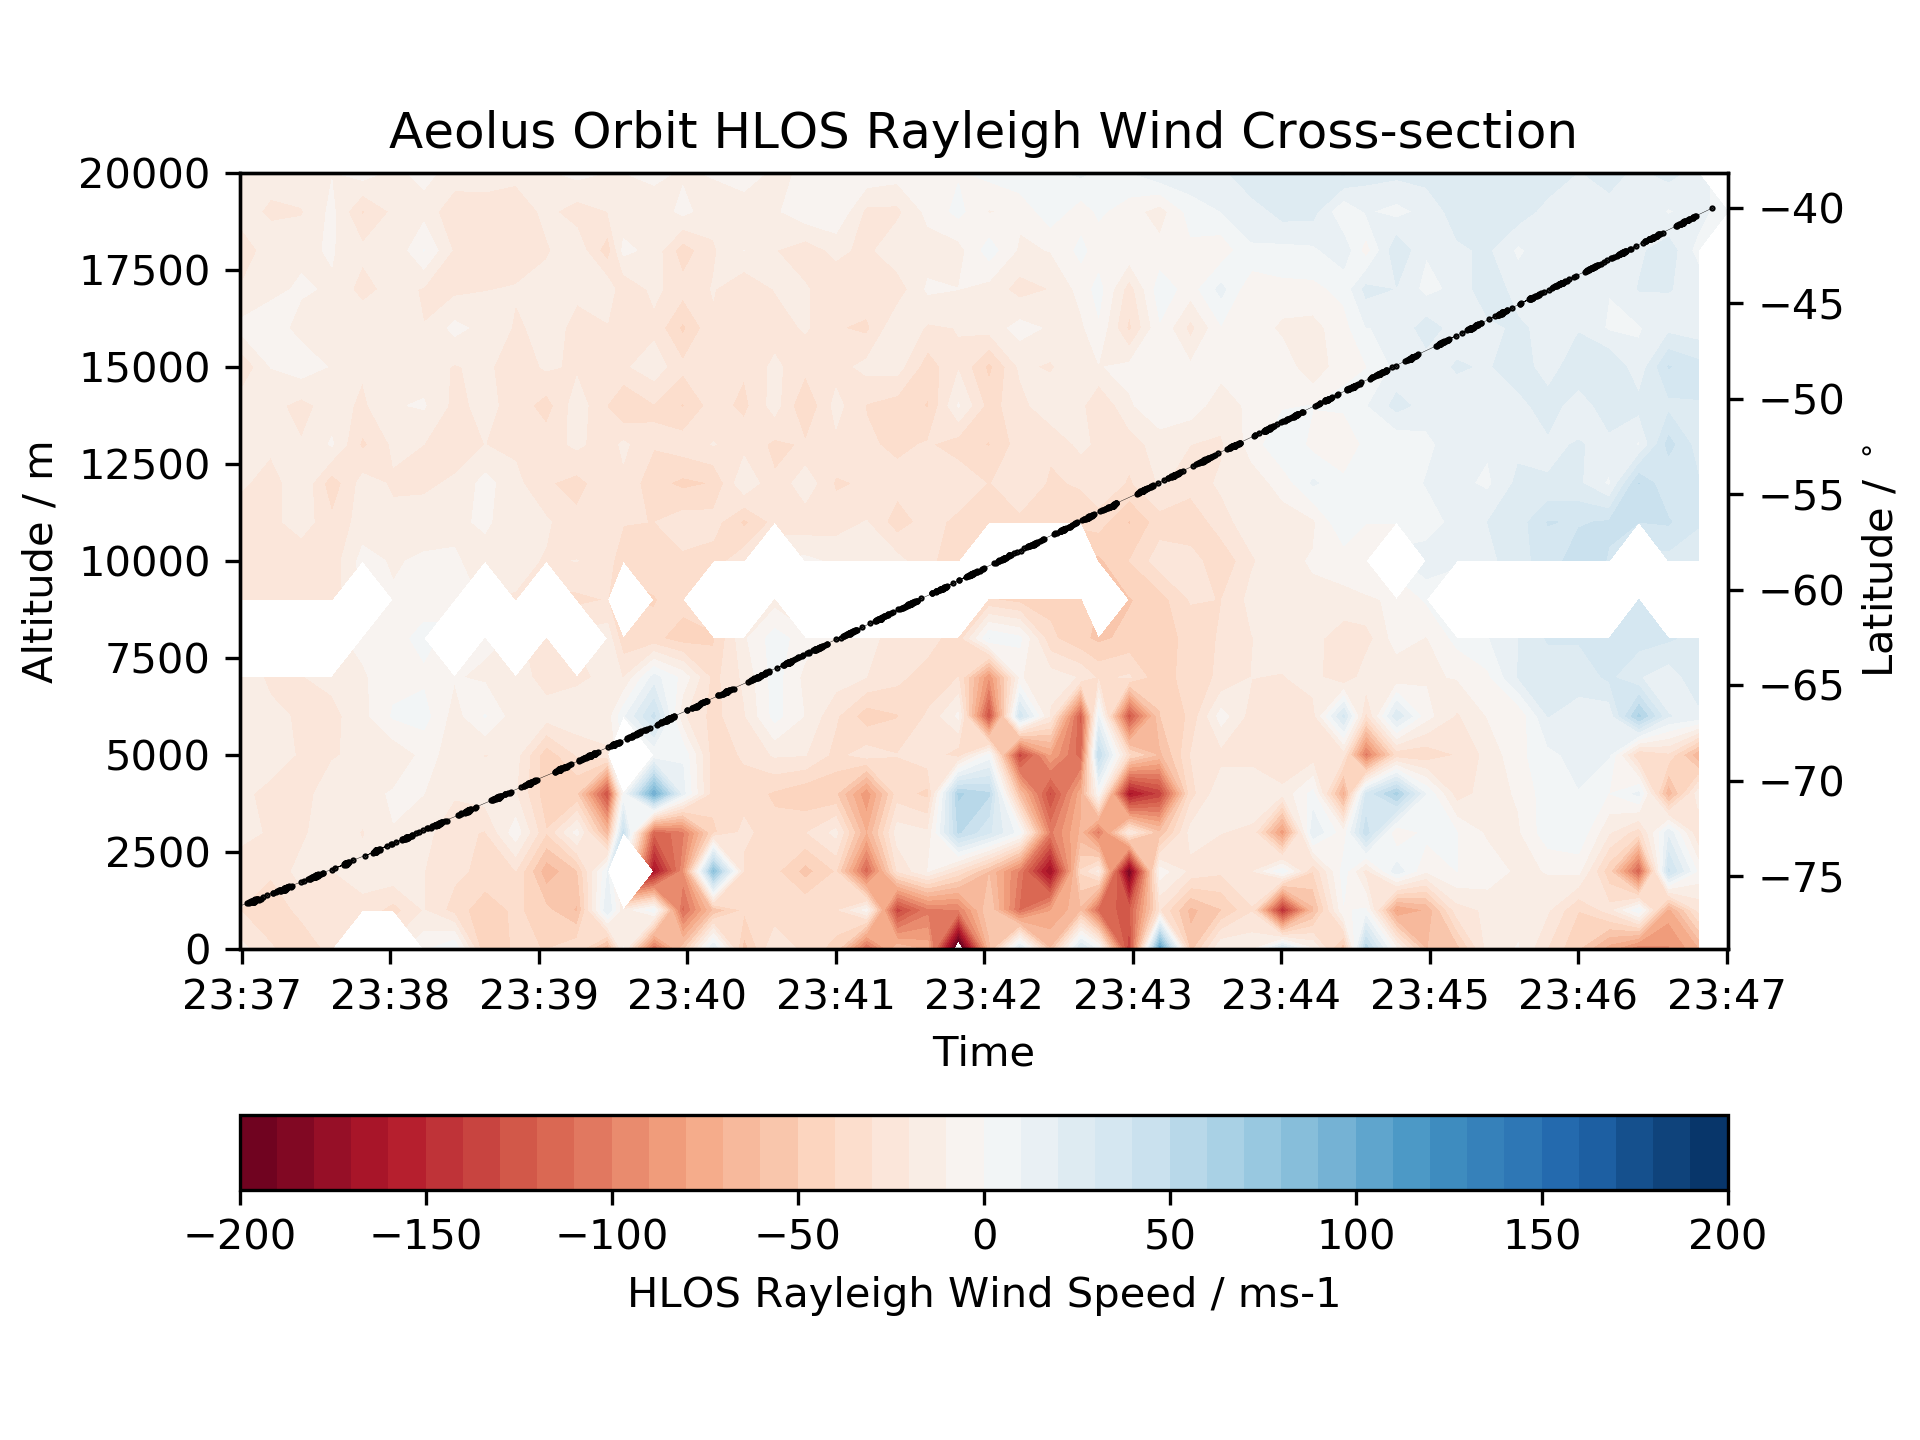 Aeolus Orbit HLOS Rayleigh Wind Cross-section
20000
17500
15000
12500
10000
7500
5000
2500
0
Altitude / m
−40
−45
−50
−55
−60
−65
−70
−75
Latitude / °
23:37 23:38 23:39 23:40 23:41 23:42 23:43 23:44 23:45 23:46 23:47
Time
−200 −150 −100 −50 0 50 100 150 200
HLOS Rayleigh Wind Speed / ms-1